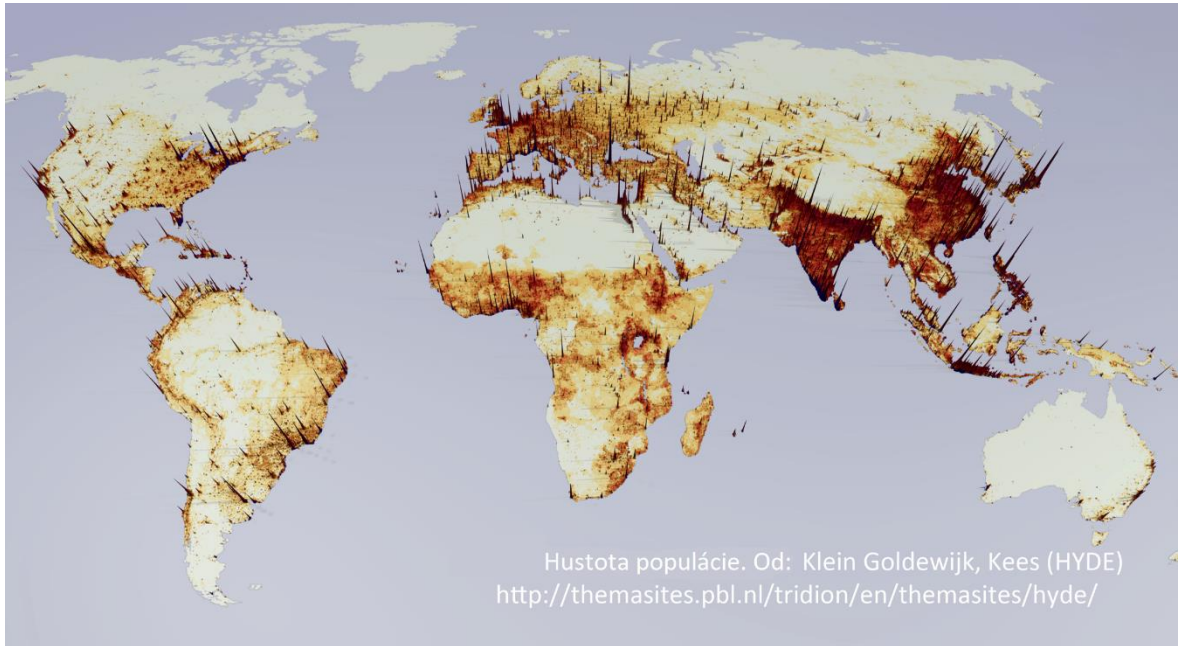 Hustota populácie. Od: Klein Goldewijk, Kees (HYDE)
http://themasites.pbl.nl/tridion/en/themasites/hyde/